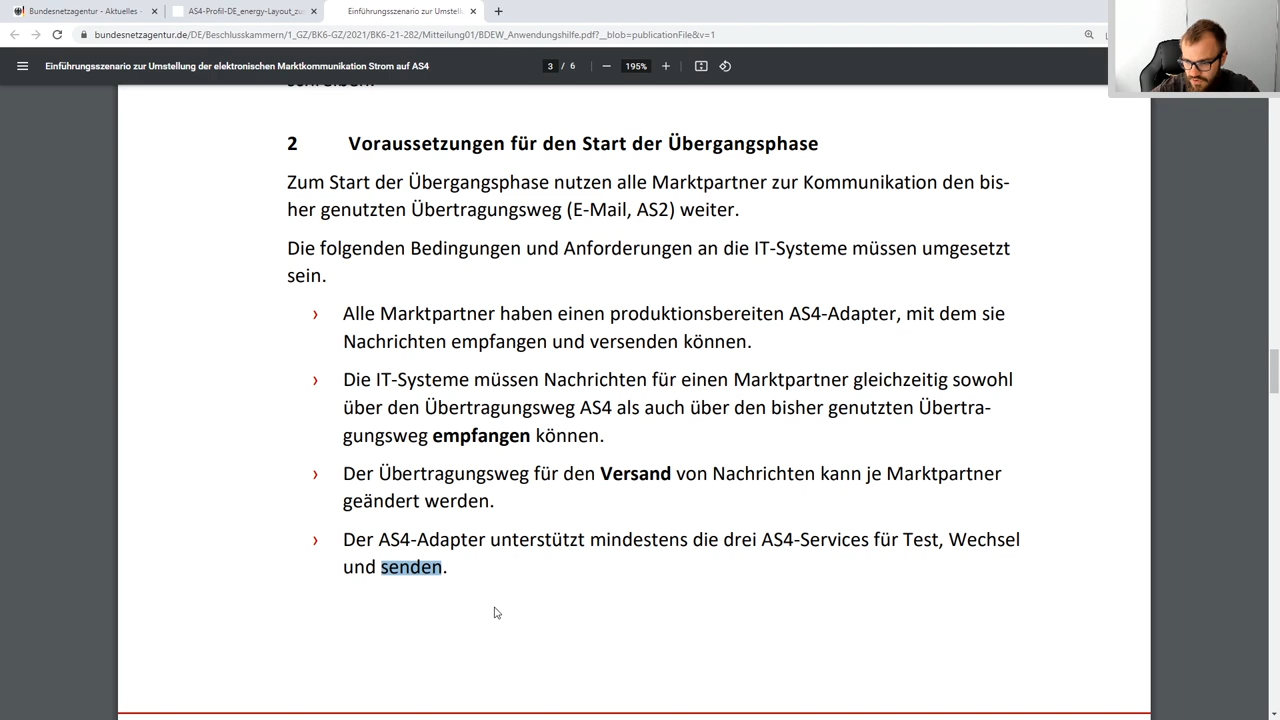 Bundesnetzagentur - Aktuelles -
AS4-Profil-DE_energy-Layout_zu
Einführungsszenario zur Umstellu
bundesnetzagentur.de/DE/Beschlusskammern/1_GZ/BK6-GZ/2021/BK6-21-282/Mitteilung01/BDEW_Anwendungshilfe.pdf?__blob=publicationFile&v=1
Einführungsszenario zur Umstellung der elektronischen Marktkommunikation Strom auf AS4
3 / 6
195%
2 Voraussetzungen für den Start der Übergangsphase
Zum Start der Übergangsphase nutzen alle Marktpartner zur Kommunikation den bis-
her genutzten Übertragungsweg (E-Mail, AS2) weiter.
Die folgenden Bedingungen und Anforderungen an die IT-Systeme müssen umgesetzt
sein.
› Alle Marktpartner haben einen produktionsbereiten AS4-Adapter, mit dem sie
Nachrichten empfangen und versenden können.
› Die IT-Systeme müssen Nachrichten für einen Marktpartner gleichzeitig sowohl
über den Übertragungsweg AS4 als auch über den bisher genutzten Übertra-
gungsweg empfangen können.
› Der Übertragungsweg für den Versand von Nachrichten kann je Marktpartner
geändert werden.
› Der AS4-Adapter unterstützt mindestens die drei AS4-Services für Test, Wechsel
und senden.